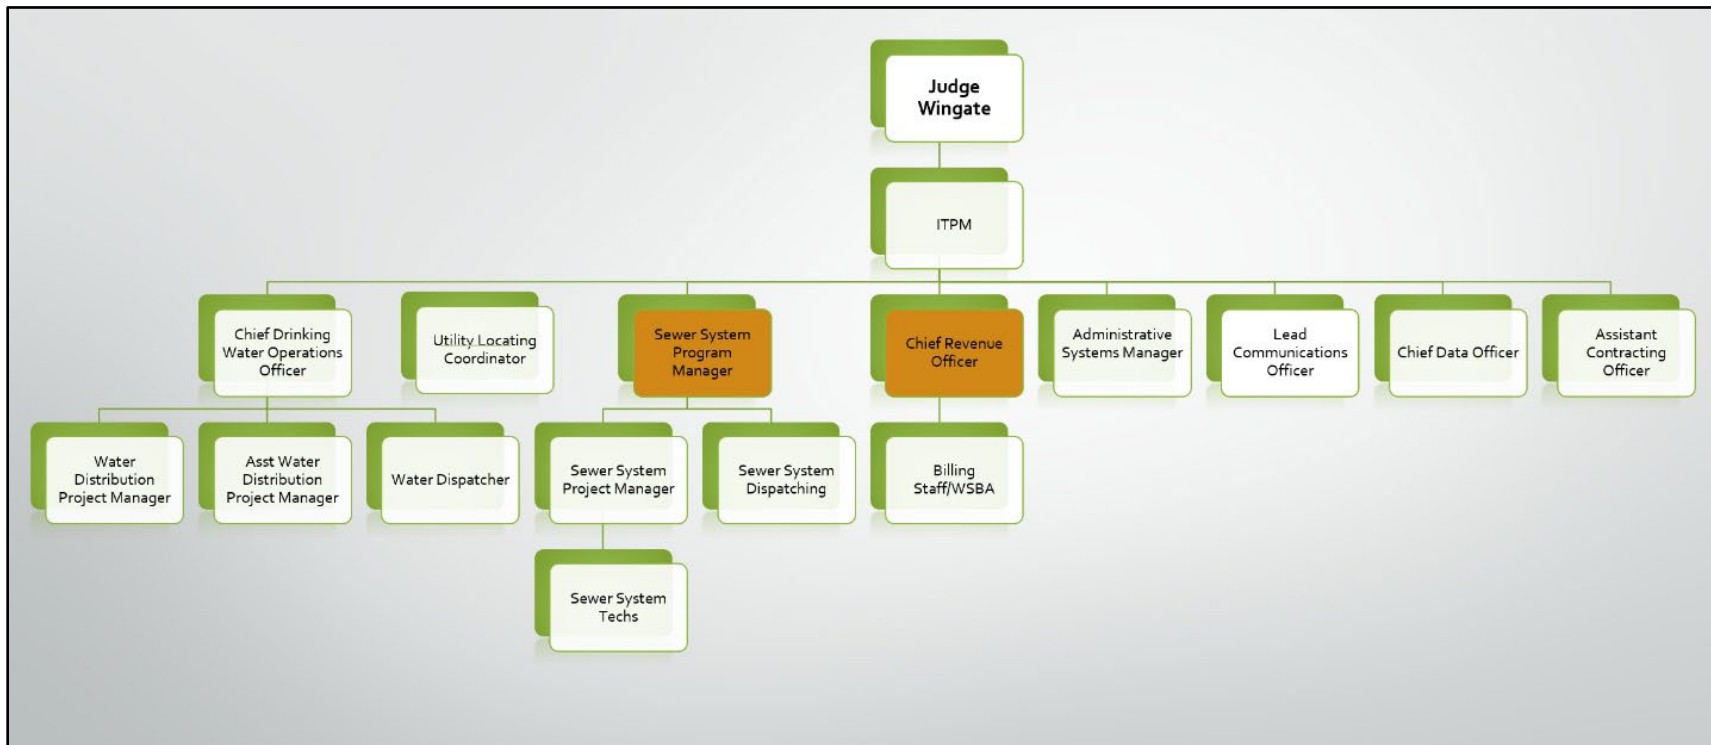 Judge
Wingate
ITPM
Chief Drinking
Water Operations
Officer
Utility Locating
Coordinator
Sewer System
Program
Manager
Chief Revenue
Officer
Administrative
Systems Manager
Lead
Communications
Officer
Chief Data Officer
Assistant
Contracting
Officer
Water
Distribution
Project Manager
Asst Water
Distribution
Project Manager
Water Dispatcher
Sewer System
Project Manager
Sewer System
Dispatching
Billing
Staff/WSBA
Sewer System
Techs